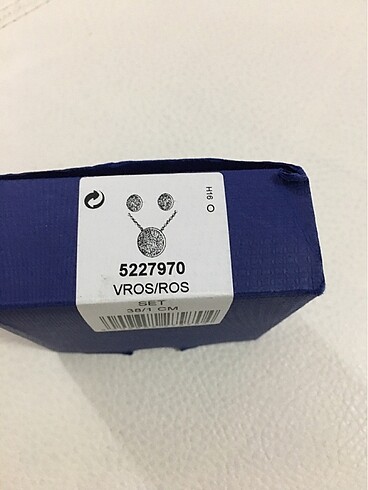 H16 O
5227970
VROS/ROS
SET
38/1 CM